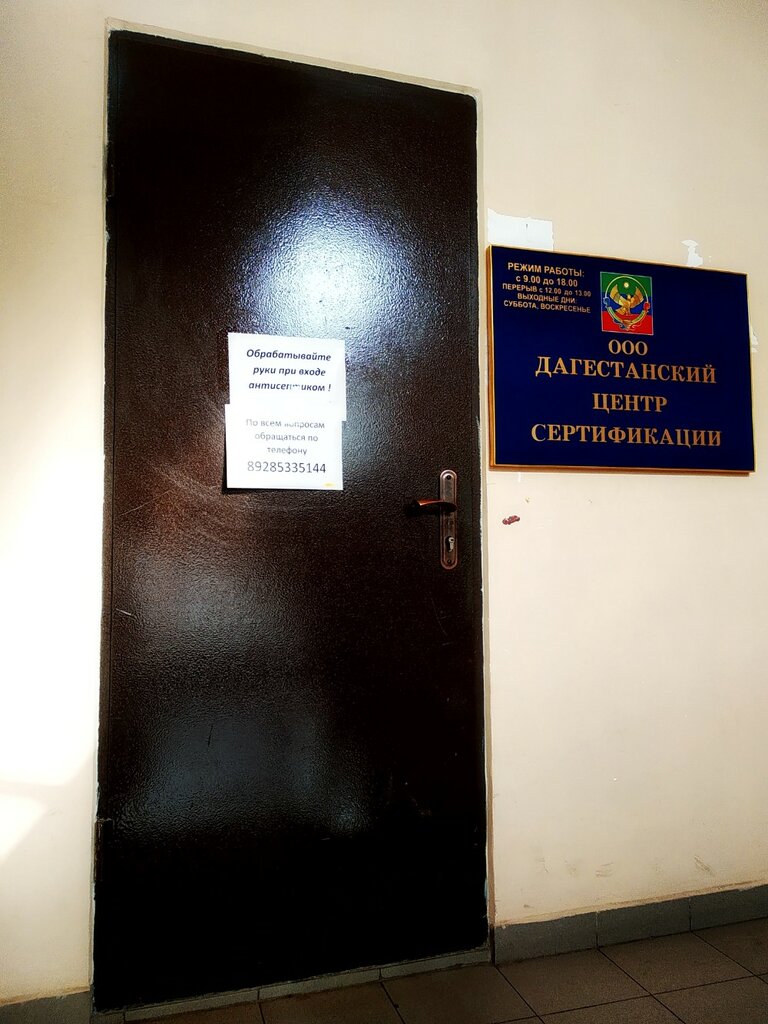 Обрабатывайте
руки при входе
антисептиком !
По всем вопросам
обращаться по
телефону
89285335144
РЕЖИМ РАБОТЫ:
с 9.00 до 18.00
ПЕРЕРЫВ с 12.00 до 13.00
ВЫХОДНЫЕ ДНИ:
СУББОТА, ВОСКРЕСЕНЬЕ
ООО
ДАГЕСТАНСКИЙ
ЦЕНТР
СЕРТИФИКАЦИИ